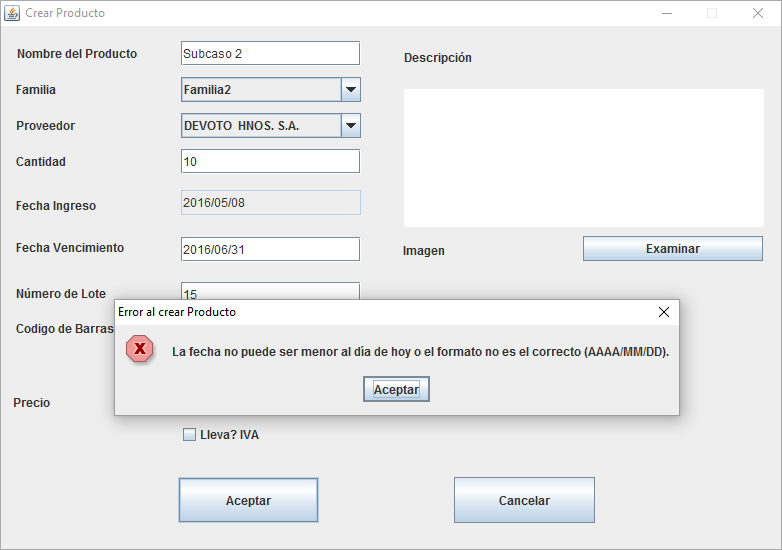 Crear Producto
Nombre del Producto Subcaso 2
Descripción
Familia Familia2
Proveedor DEVOTO HNOS. S.A.
Cantidad 10
Fecha Ingreso 2016/05/08
Fecha Vencimiento 2016/06/31
Imagen Examinar
Número de Lote 15
Codigo de Barras
Error al crear Producto
X
La fecha no puede ser menor al día de hoy o el formato no es el correcto (AAAA/MM/DD).
Aceptar
Precio
Lleva? IVA
Aceptar Cancelar